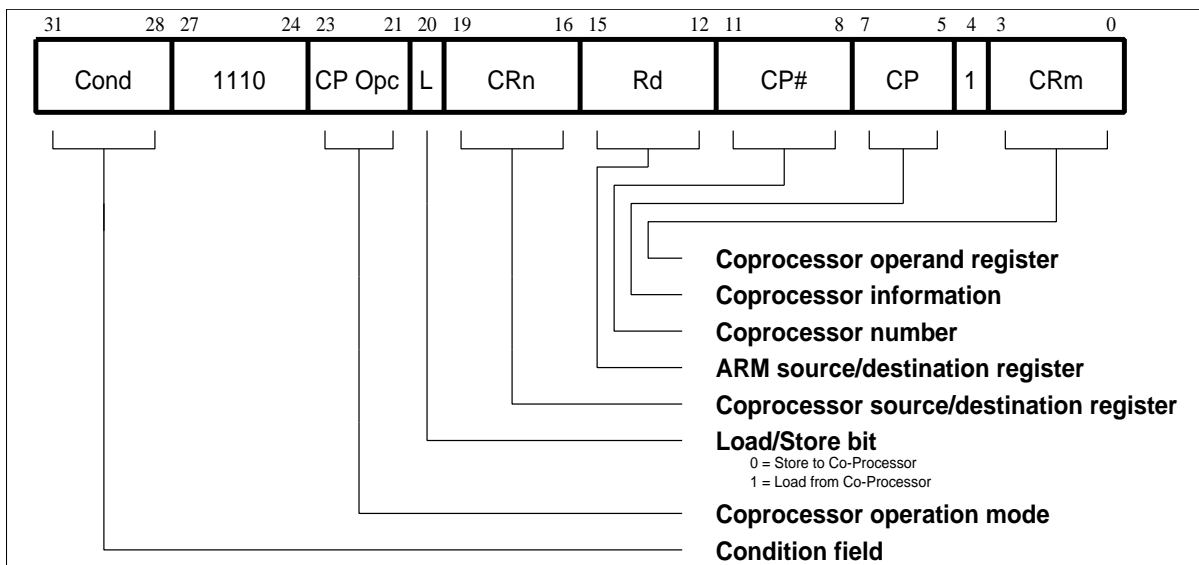 31 28 27 24 23 21 20 19 16 15 12 11 8 7 5 4 3 0
Cond 1110 CP Opc L CRn Rd CP# CP 1 CRm
Coprocessor operand register
Coprocessor information
Coprocessor number
ARM source/destination register
Coprocessor source/destination register
Load/Store bit
0 = Store to Co-Processor
1 = Load from Co-Processor
Coprocessor operation mode
Condition field